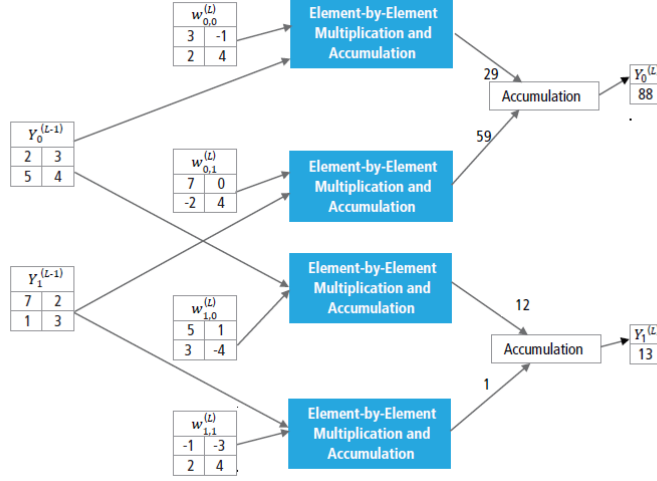 w0,0(L)
3 -1
2 4
Element-by-Element
Multiplication and
Accumulation
29
Y0(L
88
Accumulation
.
Y0(L-1)
2 3
5 4
59
w0,1(L)
7 0
-2 4
Element-by-Element
Multiplication and
Accumulation
Y1(L-1)
7 2
1 3
Element-by-Element
Multiplication and
Accumulation
w1,0(L)
5 1
3 -4
12
Y1(L
13
Accumulation
1
w1,1(L)
-1 -3
2 4
Element-by-Element
Multiplication and
Accumulation